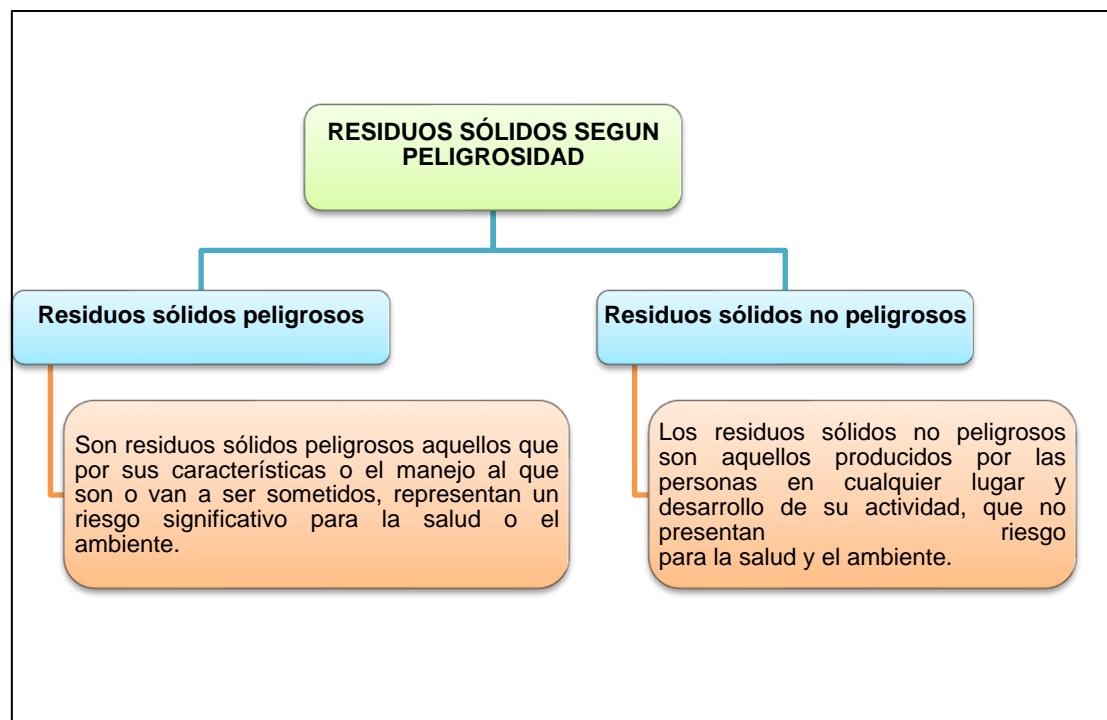 RESIDUOS SÓLIDOS SEGUN
PELIGROSIDAD
Residuos sólidos peligrosos
Residuos sólidos no peligrosos
Son residuos sólidos peligrosos aquellos que
por sus características o el manejo al que
son o van a ser sometidos, representan un
riesgo significativo para la salud o el
ambiente.
Los residuos sólidos no peligrosos
son aquellos producidos por las
personas en cualquier lugar y
desarrollo de su actividad, que no
presentan riesgo
para la salud y el ambiente.